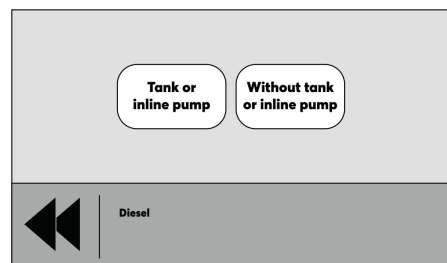 Tank or
inline pump
Without tank
or inline pump
Diesel